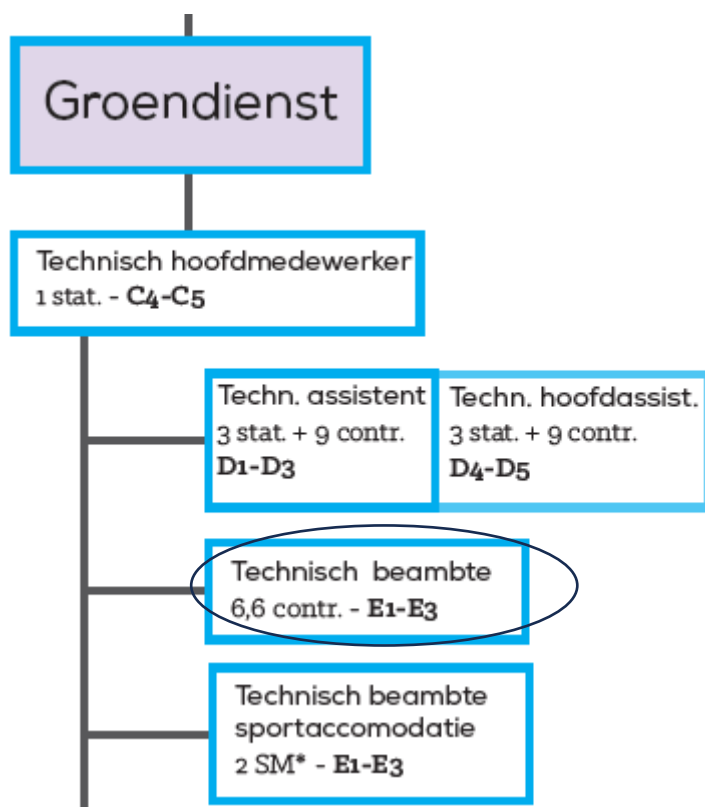 Groendienst
Technisch hoofdmedewerker
1 stat. - C4-C5
Techn. assistent
3 stat. + 9 contr.
D1-D3
Techn. hoofdassist.
3 stat. + 9 contr.
D4-D5
Technisch beambte
6,6 contr. - E1-E3
Technisch beambte
sportaccomodatie
2 SM* - E1-E3